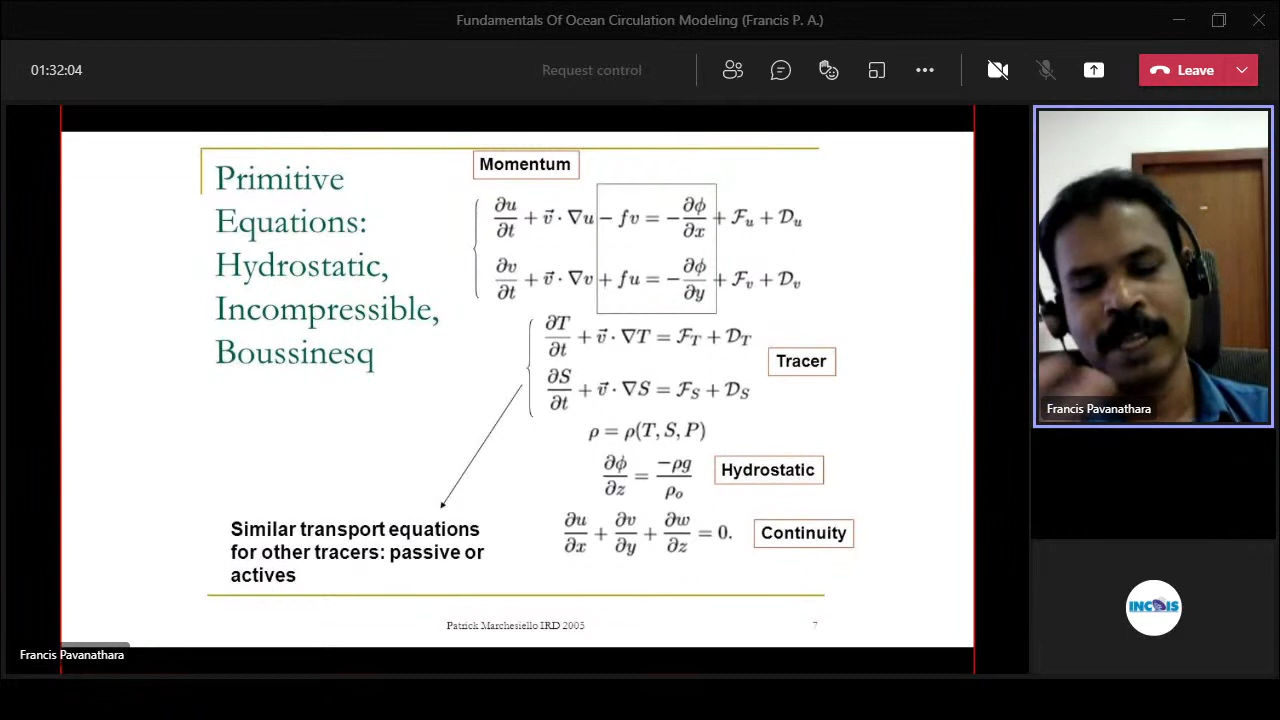 Fundamentals Of Ocean Circulation Modeling (Francis P. A.)
01:32:04
Request control
Leave
Primitive
Equations:
Hydrostatic,
Incompressible,
Boussinesq
Momentum
∂u/∂t + v⃗ · ∇u − fv = −∂ϕ/∂x + ℱu + 𝒟u
∂v/∂t + v⃗ · ∇v + fu = −∂ϕ/∂y + ℱv + 𝒟v
∂T/∂t + v⃗ · ∇T = ℱT + 𝒟T
Tracer
∂S/∂t + v⃗ · ∇S = ℱS + 𝒟S
ρ = ρ(T, S, P)
∂ϕ/∂z = −ρg/ρo
Hydrostatic
∂u/∂x + ∂v/∂y + ∂w/∂z = 0.
Continuity
Similar transport equations
for other tracers: passive or
actives
Patrick Marchesiello IRD 2005
7
Francis Pavanathara
Francis Pavanathara
INCOIS